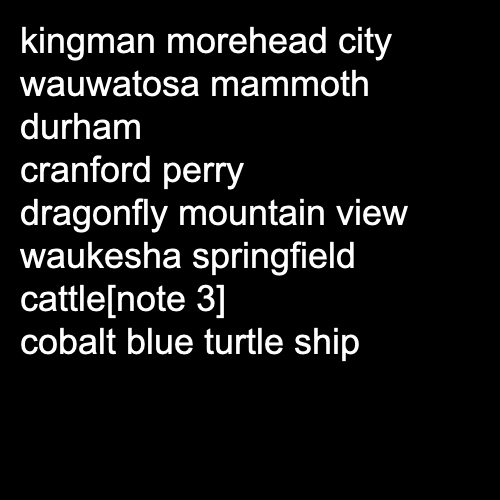 kingman morehead city
wauwatosa mammoth
durham
cranford perry
dragonfly mountain view
waukesha springfield
cattle[note 3]
cobalt blue turtle ship